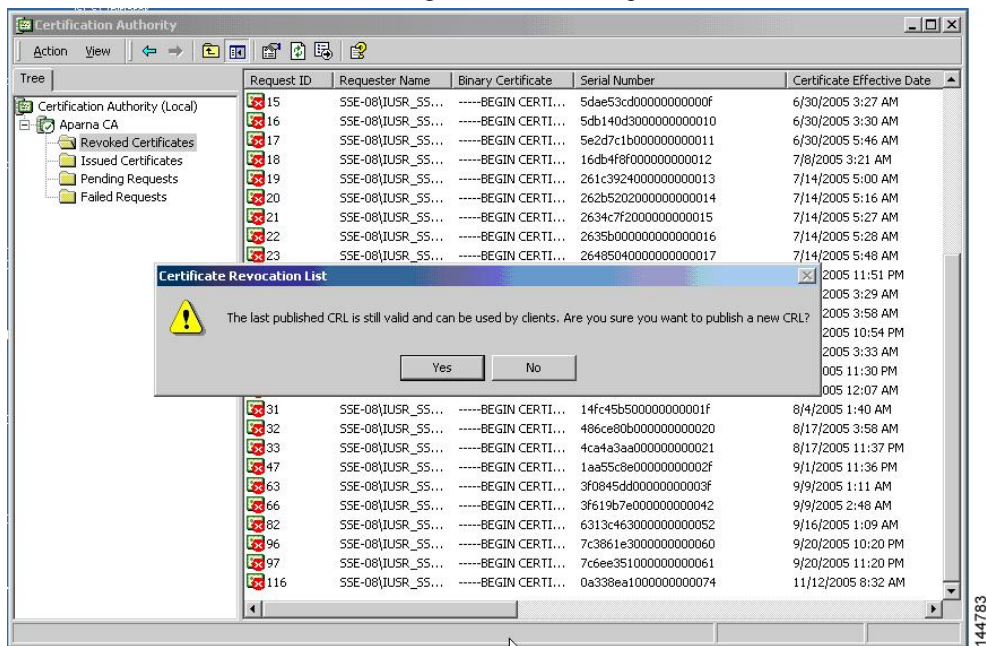 Certification Authority
Action View
Tree
Request ID Requester Name Binary Certificate Serial Number Certificate Effective Date
Certification Authority (Local)
Aparna CA
Revoked Certificates
Issued Certificates
Pending Requests
Failed Requests
15 SSE-08\IUSR_SS... -----BEGIN CERTI... 5dae53cd00000000000f 6/30/2005 3:27 AM
16 SSE-08\IUSR_SS... -----BEGIN CERTI... 5db140d3000000000010 6/30/2005 3:30 AM
17 SSE-08\IUSR_SS... -----BEGIN CERTI... 5e2d7c1b000000000011 6/30/2005 5:46 AM
18 SSE-08\IUSR_SS... -----BEGIN CERTI... 16db4f8f000000000012 7/8/2005 3:21 AM
19 SSE-08\IUSR_SS... -----BEGIN CERTI... 261c3924000000000013 7/14/2005 5:00 AM
20 SSE-08\IUSR_SS... -----BEGIN CERTI... 262b5202000000000014 7/14/2005 5:16 AM
21 SSE-08\IUSR_SS... -----BEGIN CERTI... 2634c7f2000000000015 7/14/2005 5:27 AM
22 SSE-08\IUSR_SS... -----BEGIN CERTI... 2635b000000000000016 7/14/2005 5:28 AM
23 SSE-08\IUSR_SS... -----BEGIN CERTI... 26485040000000000017 7/14/2005 5:48 AM
2005 11:51 PM
2005 3:29 AM
2005 3:58 AM
2005 10:54 PM
2005 3:33 AM
005 11:30 PM
005 12:07 AM
Certificate Revocation List
The last published CRL is still valid and can be used by clients. Are you sure you want to publish a new CRL?
Yes No
31 SSE-08\IUSR_SS... -----BEGIN CERTI... 14fc45b500000000001f 8/4/2005 1:40 AM
32 SSE-08\IUSR_SS... -----BEGIN CERTI... 486ce80b000000000020 8/17/2005 3:58 AM
33 SSE-08\IUSR_SS... -----BEGIN CERTI... 4ca4a3aa000000000021 8/17/2005 11:37 PM
47 SSE-08\IUSR_SS... -----BEGIN CERTI... 1aa55c8e00000000002f 9/1/2005 11:36 PM
63 SSE-08\IUSR_SS... -----BEGIN CERTI... 3f0845dd00000000003f 9/9/2005 1:11 AM
66 SSE-08\IUSR_SS... -----BEGIN CERTI... 3f619b7e000000000042 9/9/2005 2:48 AM
82 SSE-08\IUSR_SS... -----BEGIN CERTI... 6313c463000000000052 9/16/2005 1:09 AM
96 SSE-08\IUSR_SS... -----BEGIN CERTI... 7c3861e3000000000060 9/20/2005 10:20 PM
97 SSE-08\IUSR_SS... -----BEGIN CERTI... 7c6ee351000000000061 9/20/2005 11:20 PM
116 SSE-08\IUSR_SS... -----BEGIN CERTI... 0a338ea1000000000074 11/12/2005 8:32 AM
144783